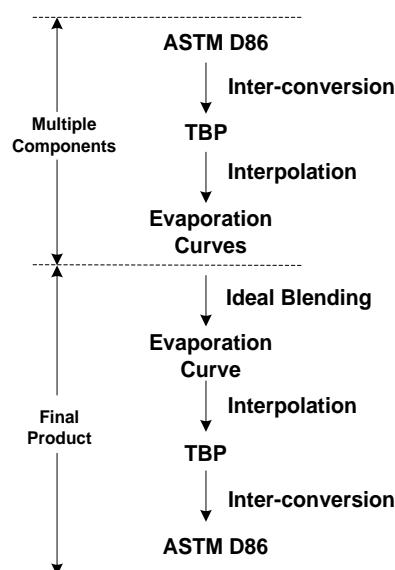 ASTM D86
Inter-conversion
Multiple
Components
TBP
Interpolation
Evaporation
Curves
Ideal Blending
Evaporation
Curve
Interpolation
Final
Product
TBP
Inter-conversion
ASTM D86